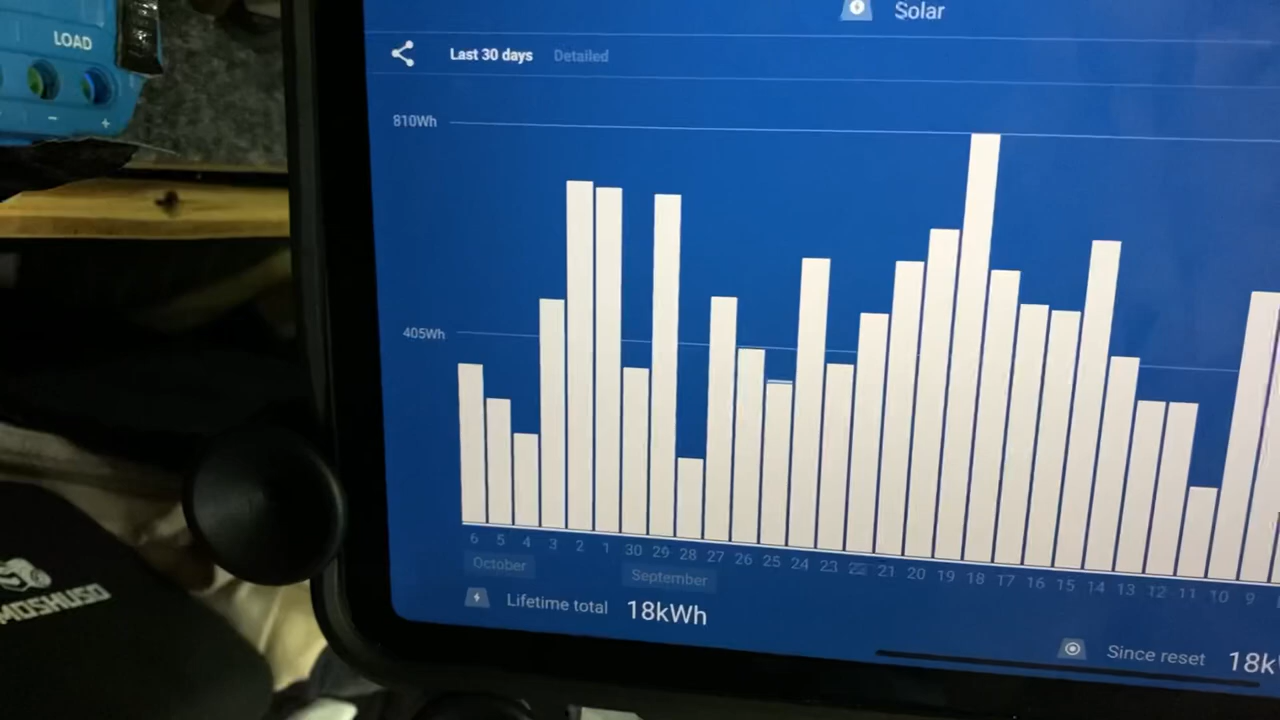 LOAD
− +
Solar
Last 30 days Detailed
810Wh
405Wh
6 5 4 3 2 1 30 29 28 27 26 25 24 23 22 21 20 19 18 17 16 15 14 13 12 11 10 9
October September
Lifetime total 18kWh
Since reset
MOSHUSO